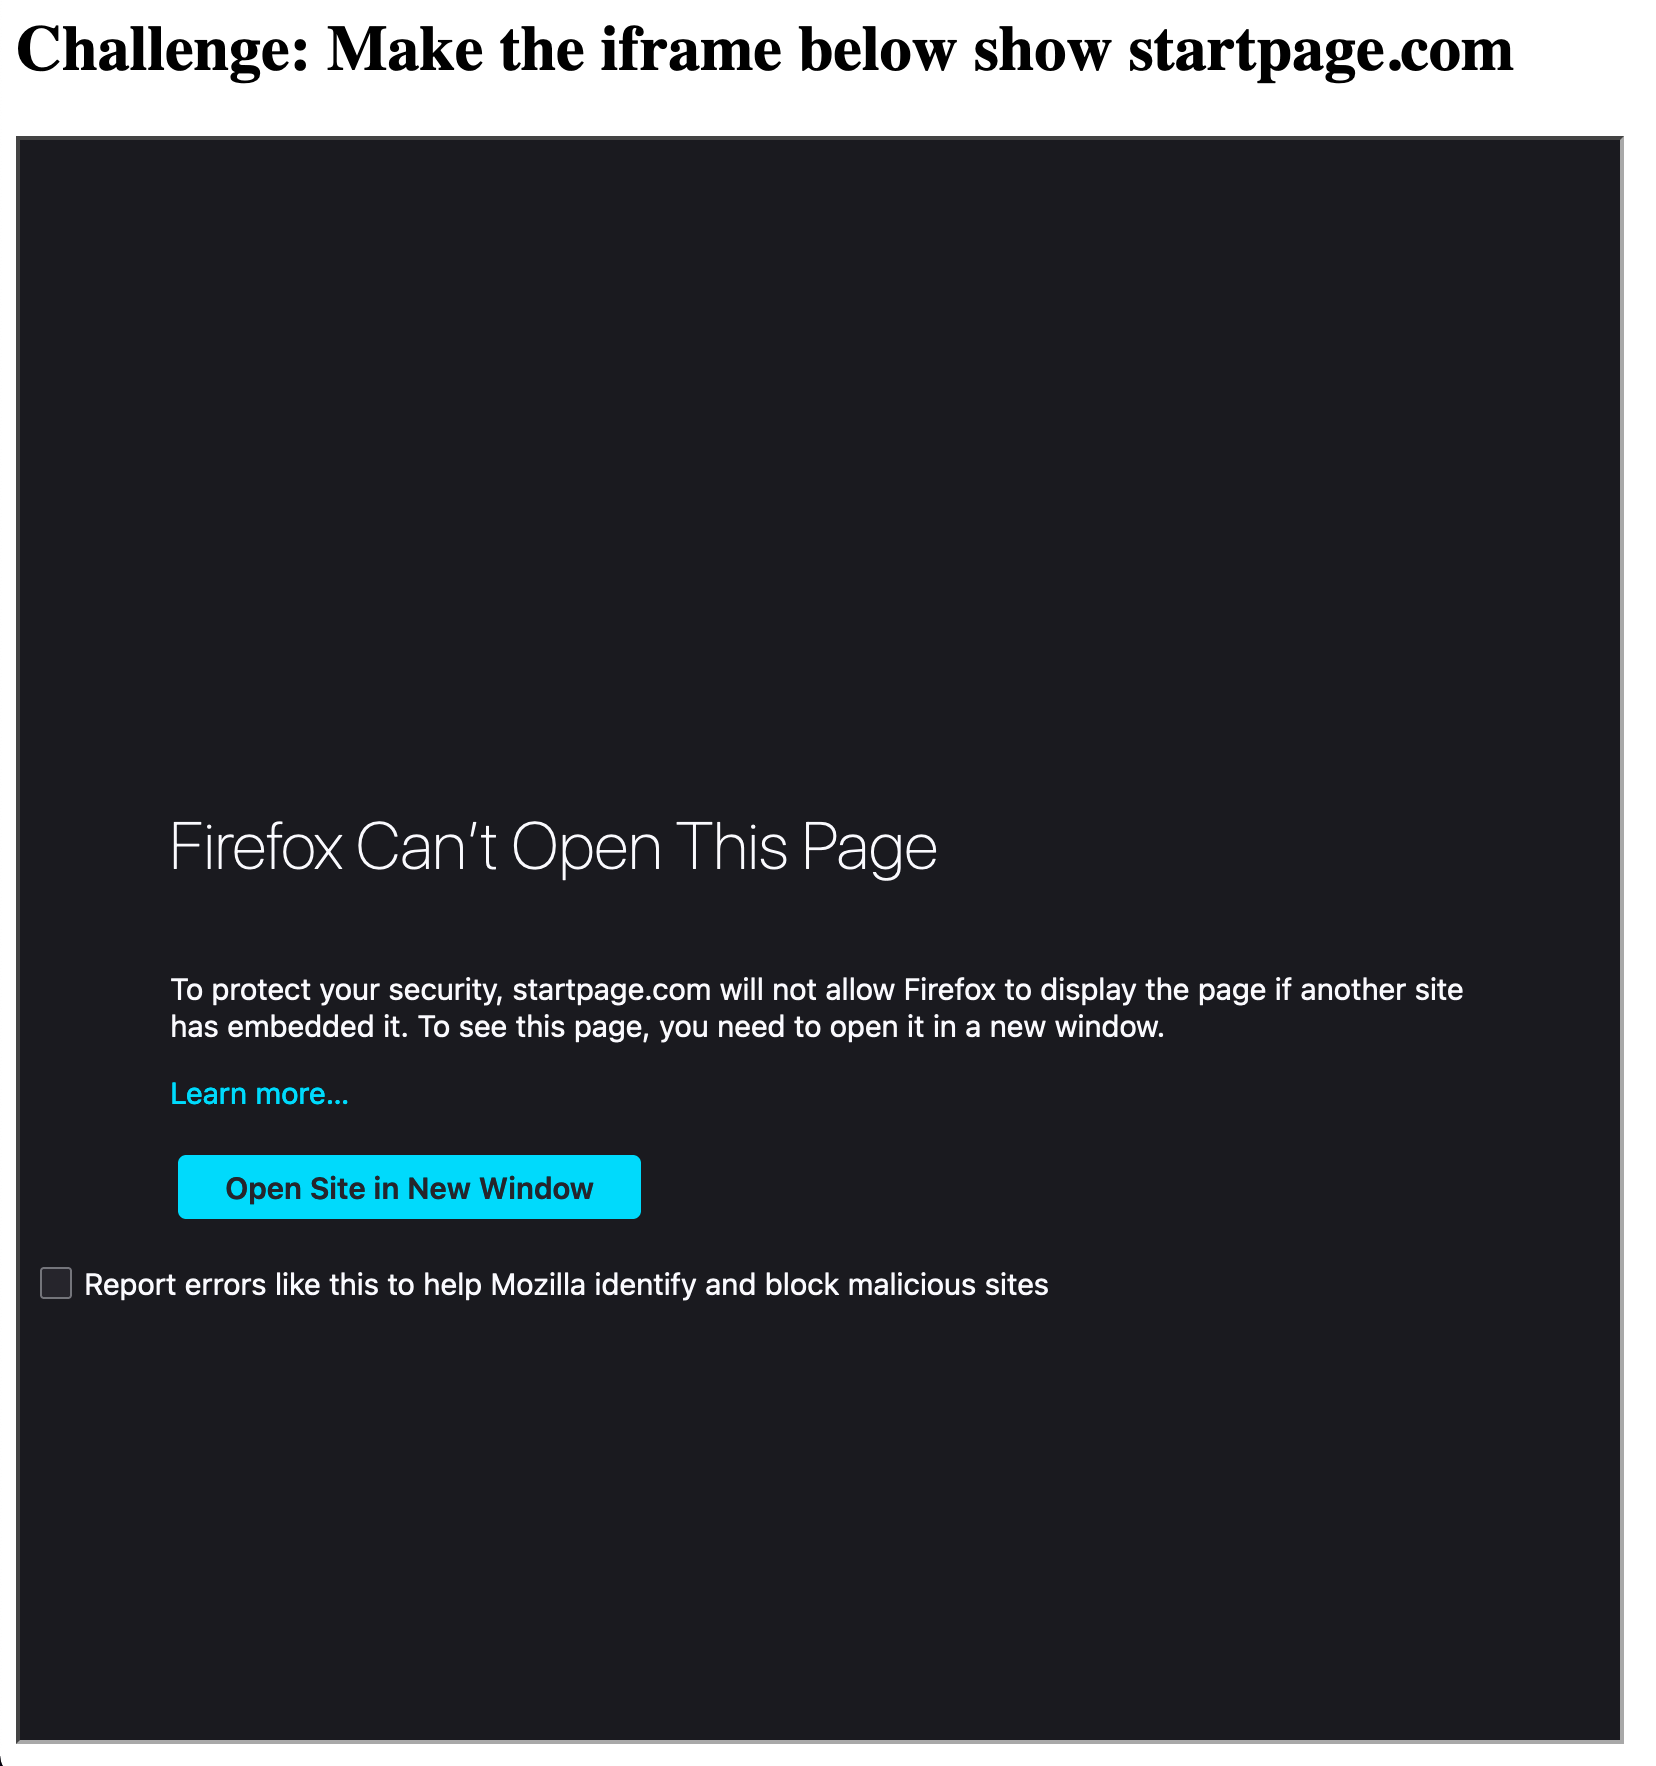 Challenge: Make the iframe below show startpage.com
Firefox Can’t Open This Page
To protect your security, startpage.com will not allow Firefox to display the page if another site
has embedded it. To see this page, you need to open it in a new window.
Learn more…
Open Site in New Window
Report errors like this to help Mozilla identify and block malicious sites